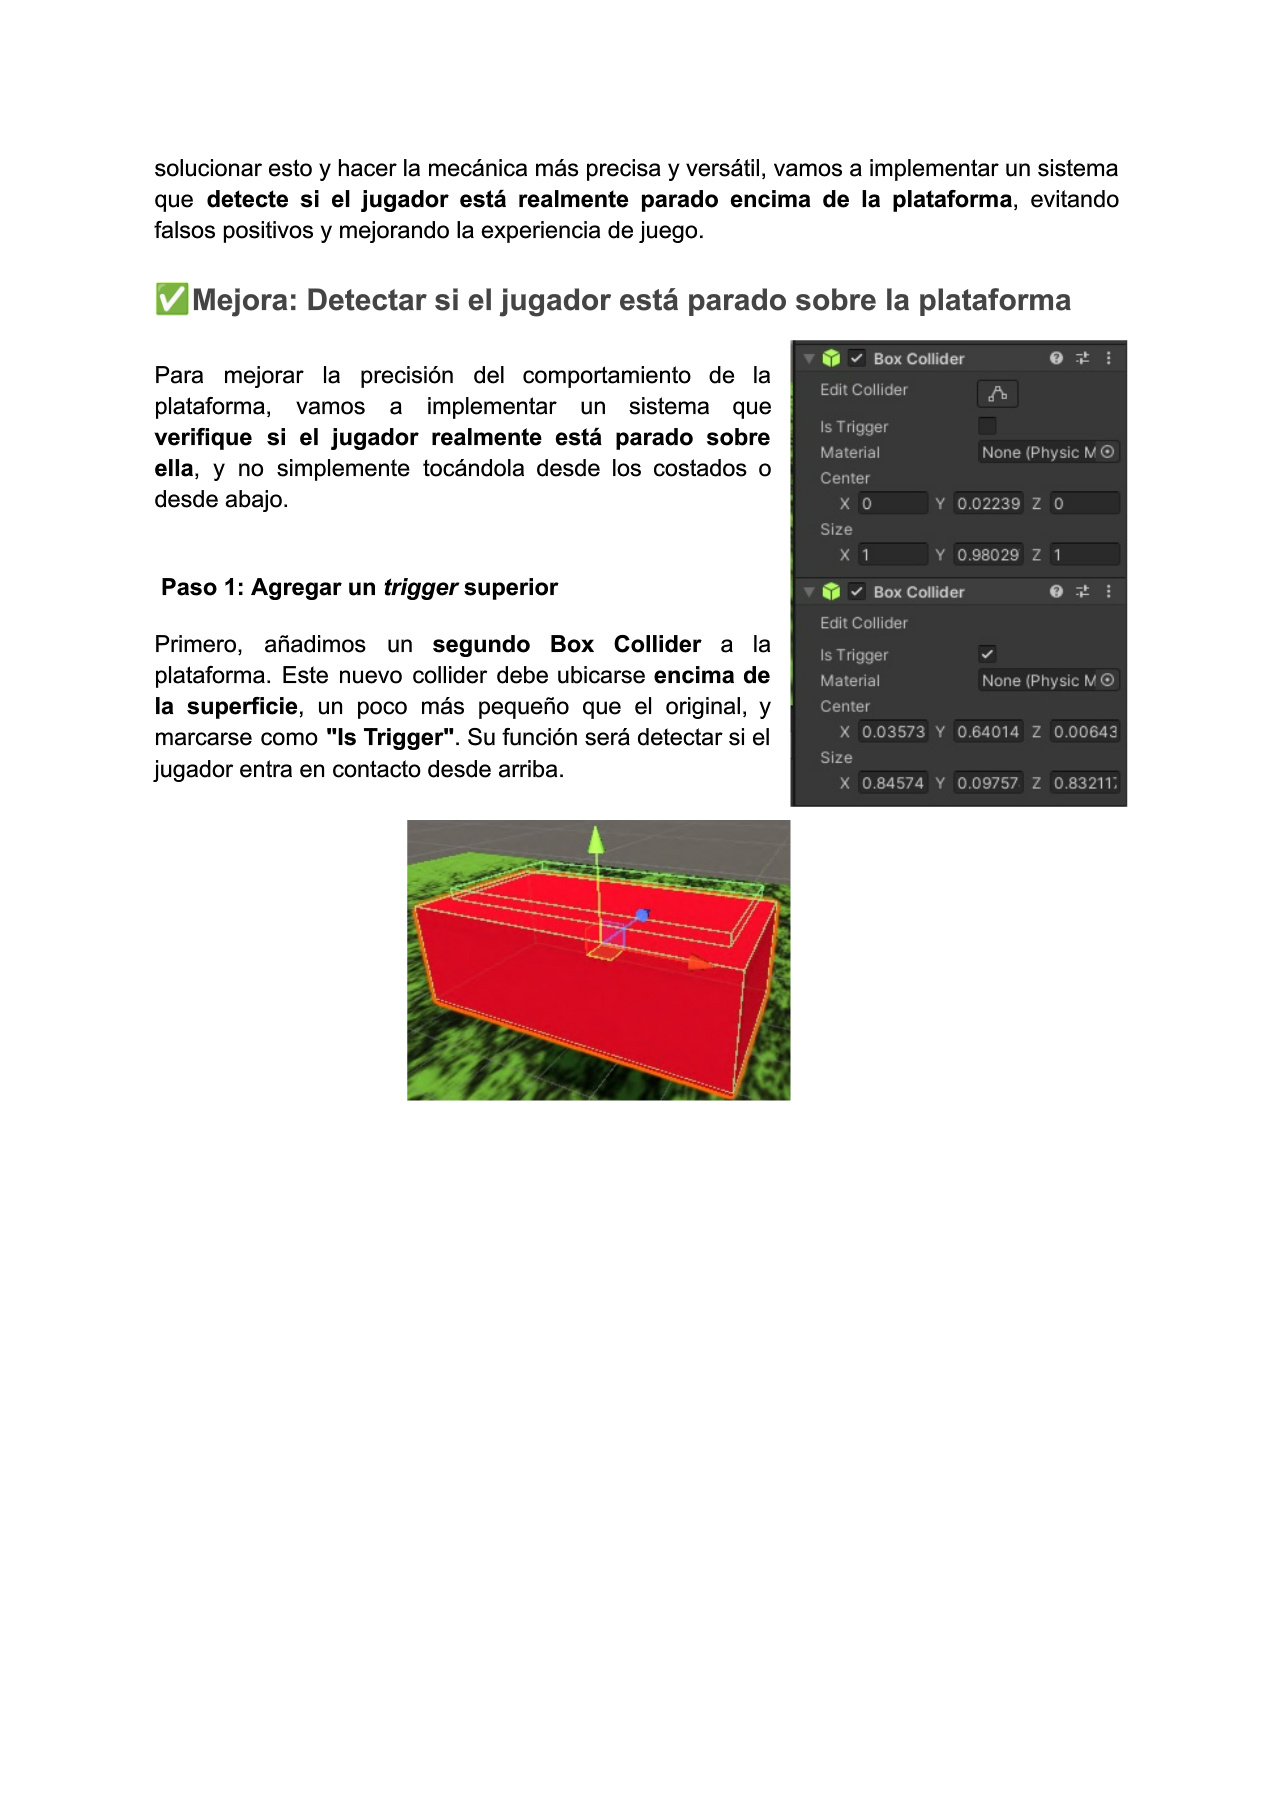 solucionar esto y hacer la mecánica más precisa y versátil, vamos a implementar un sistema
que detecte si el jugador está realmente parado encima de la plataforma, evitando
falsos positivos y mejorando la experiencia de juego.
✅Mejora: Detectar si el jugador está parado sobre la plataforma
Para mejorar la precisión del comportamiento de la
plataforma, vamos a implementar un sistema que
verifique si el jugador realmente está parado sobre
ella, y no simplemente tocándola desde los costados o
desde abajo.
Paso 1: Agregar un trigger superior
Primero, añadimos un segundo Box Collider a la
plataforma. Este nuevo collider debe ubicarse encima de
la superficie, un poco más pequeño que el original, y
marcarse como "Is Trigger". Su función será detectar si el
jugador entra en contacto desde arriba.
Box Collider
Edit Collider
Is Trigger
Material None (Physic M
Center
X 0 Y 0.02239 Z 0
Size
X 1 Y 0.98029 Z 1
Box Collider
Edit Collider
Is Trigger
Material None (Physic M
Center
X 0.03573 Y 0.64014 Z 0.00643
Size
X 0.84574 Y 0.09757 Z 0.832117